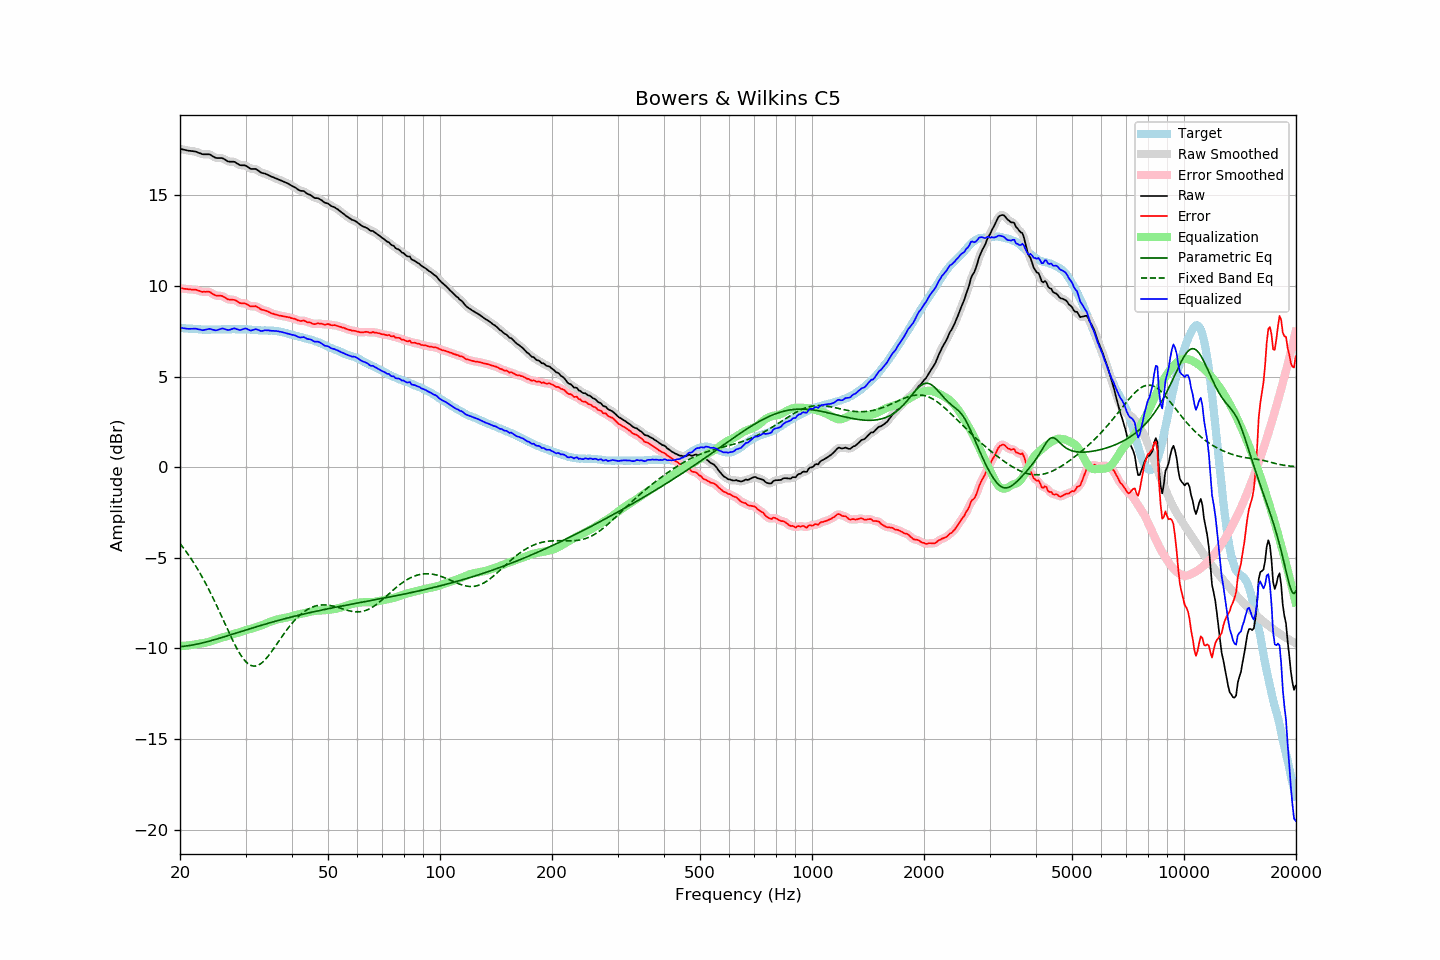 Bowers & Wilkins C5
Target
Raw Smoothed
Error Smoothed
Raw
Error
Equalization
Parametric Eq
Fixed Band Eq
Equalized
15
10
5
0
−5
−10
−15
−20
Amplitude (dBr)
20 50 100 200 500 1000 2000 5000 10000 20000
Frequency (Hz)